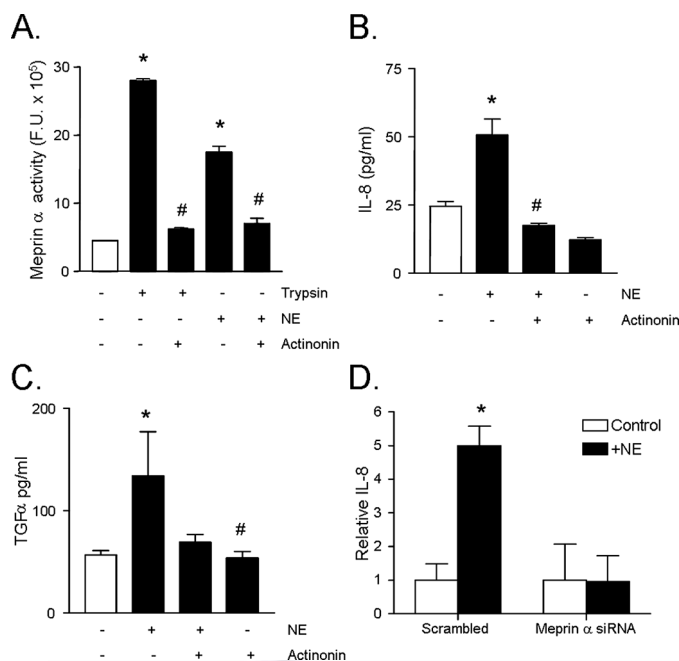 A.
Meprin α activity (F.U. x 10⁵)
30
20
10
0
*
#
*
#
- + + - - Trypsin
- - - + + NE
- - + - + Actinonin
B.
IL-8 (pg/ml)
75
50
25
0
*
#
- + + - NE
- - + + Actinonin
C.
TGFα pg/ml
200
100
0
*
#
- + + - NE
- - + + Actinonin
D.
Relative IL-8
6
5
4
3
2
1
0
*
Control
+NE
Scrambled Meprin α siRNA